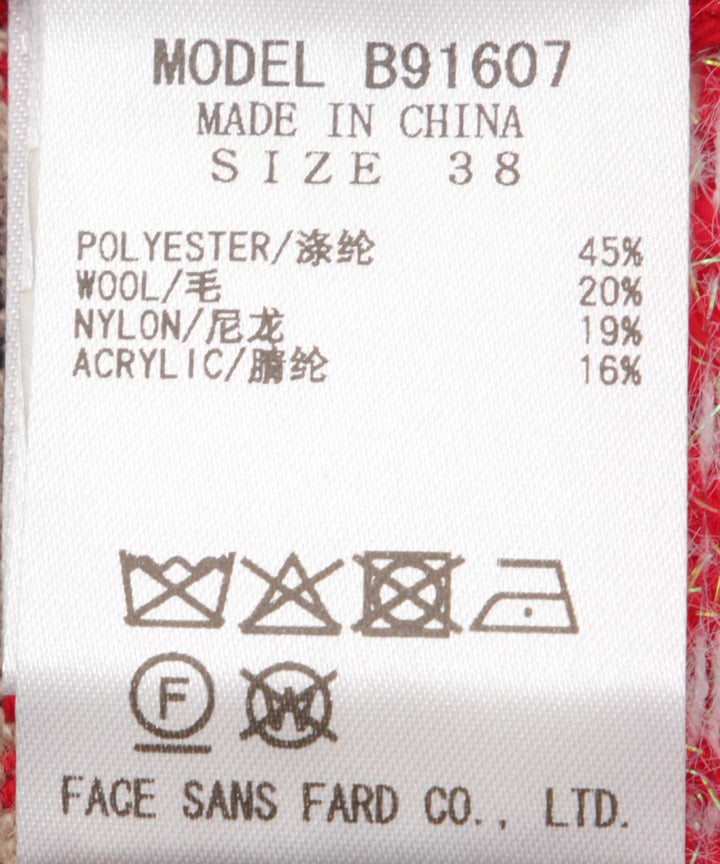 MODEL B91607
MADE IN CHINA
SIZE 38
POLYESTER/涤纶 45%
WOOL/毛 20%
NYLON/尼龙 19%
ACRYLIC/腈纶 16%
F W
FACE SANS FARD CO., LTD.